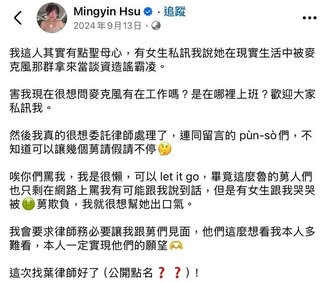 Mingyin Hsu · 追蹤
2024年9月13日
我這人其實有點聖母心，有女生私訊我說她在現實生活中被麥
克風那群拿來當談資造謠霸凌。
害我現在很想問麥克風有在工作嗎？是在哪裡上班？歡迎大家
私訊我。
然後我真的很想委託律師處理了，連同留言的 pùn-sò們，不
知道可以讓幾個莮請假請不停🤔
唉你們罵我，我是很懶，可以 let it go，畢竟這麼魯的莮人們
也只剩在網路上罵我有可能跟我說到話，但是有女生跟我哭哭
被🤢莮欺負，我就很想幫她出口氣。
我會要求律師務必要讓我跟莮們見面，他們這麼想看我本人多
難看，本人一定實現他們的願望🫶
這次找葉律師好了 (公開點名❓❓)！